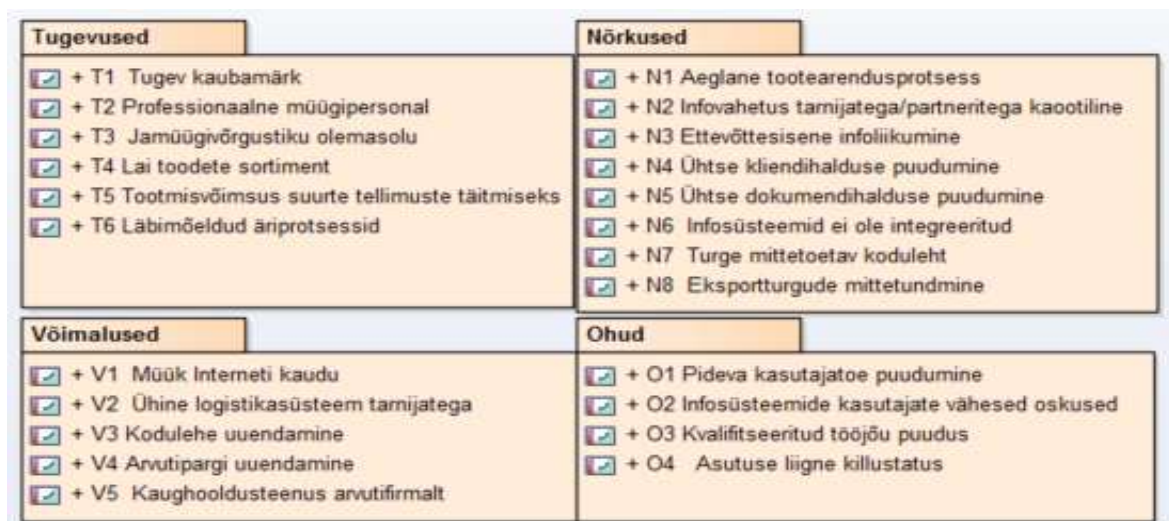 Tugevused
+ T1 Tugev kaubamärk
+ T2 Professionaalne müügipersonal
+ T3 Jamüügivõrgustiku olemasolu
+ T4 Lai toodete sortiment
+ T5 Tootmisvõimsus suurte tellimuste täitmiseks
+ T6 Läbimõeldud äriprotsessid
Nõrkused
+ N1 Aeglane tootearendusprotsess
+ N2 Infovahetus tarnijatega/partneritega kaootiline
+ N3 Ettevõttesisene infoliikumine
+ N4 Ühtse kliendihalduse puudumine
+ N5 Ühtse dokumendihalduse puudumine
+ N6 Infosüsteemid ei ole integreeritud
+ N7 Turge mittetoetav koduleht
+ N8 Eksportturgude mittetundmine
Võimalused
+ V1 Müük Interneti kaudu
+ V2 Ühine logistikasüsteem tarnijatega
+ V3 Kodulehe uuendamine
+ V4 Arvutipargi uuendamine
+ V5 Kaughooldusteenus arvutifirmalt
Ohud
+ O1 Pideva kasutajatoe puudumine
+ O2 Infosüsteemide kasutajate vähesed oskused
+ O3 Kvalifitseeritud tööjõu puudus
+ O4 Asutuse liigne killustatus